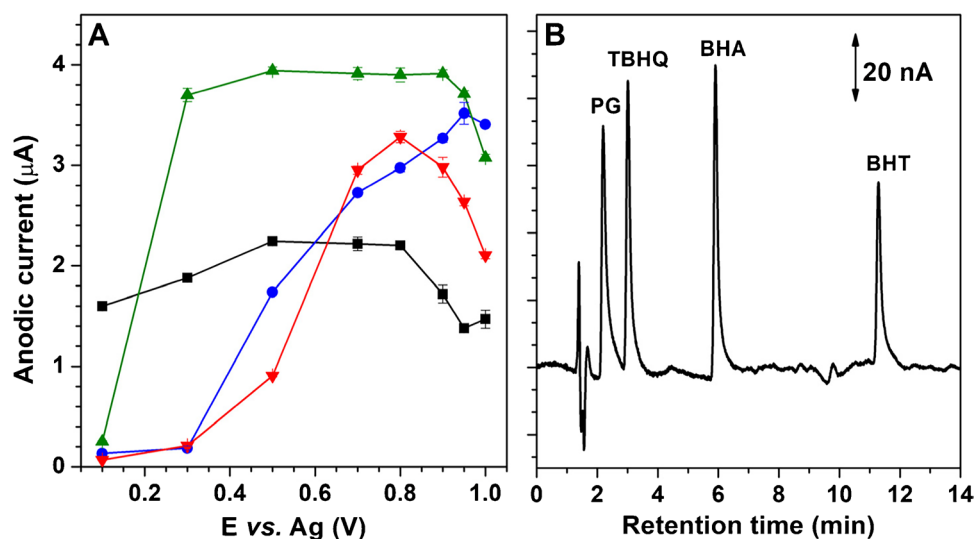 A
Anodic current (μA)
4
3
2
1
0
0.2 0.4 0.6 0.8 1.0
E vs. Ag (V)
B
PG
TBHQ
BHA
BHT
20 nA
0 2 4 6 8 10 12 14
Retention time (min)